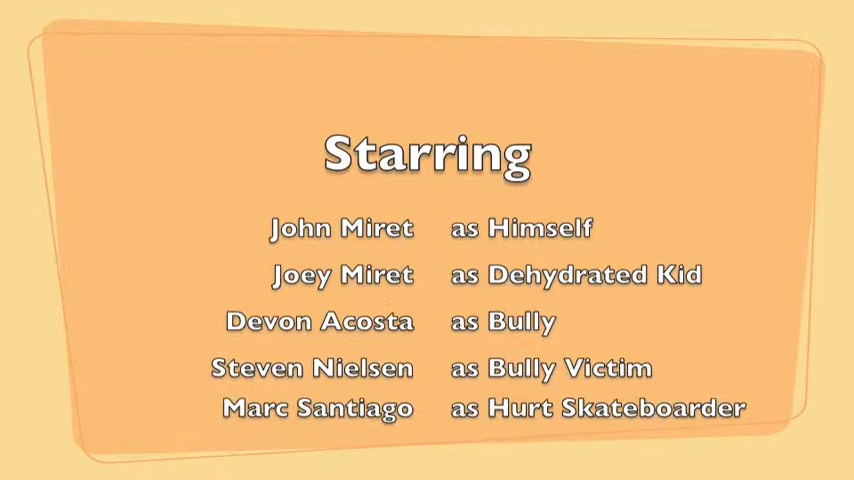 Starring
John Miret as Himself
Joey Miret as Dehydrated Kid
Devon Acosta as Bully
Steven Nielsen as Bully Victim
Marc Santiago as Hurt Skateboarder